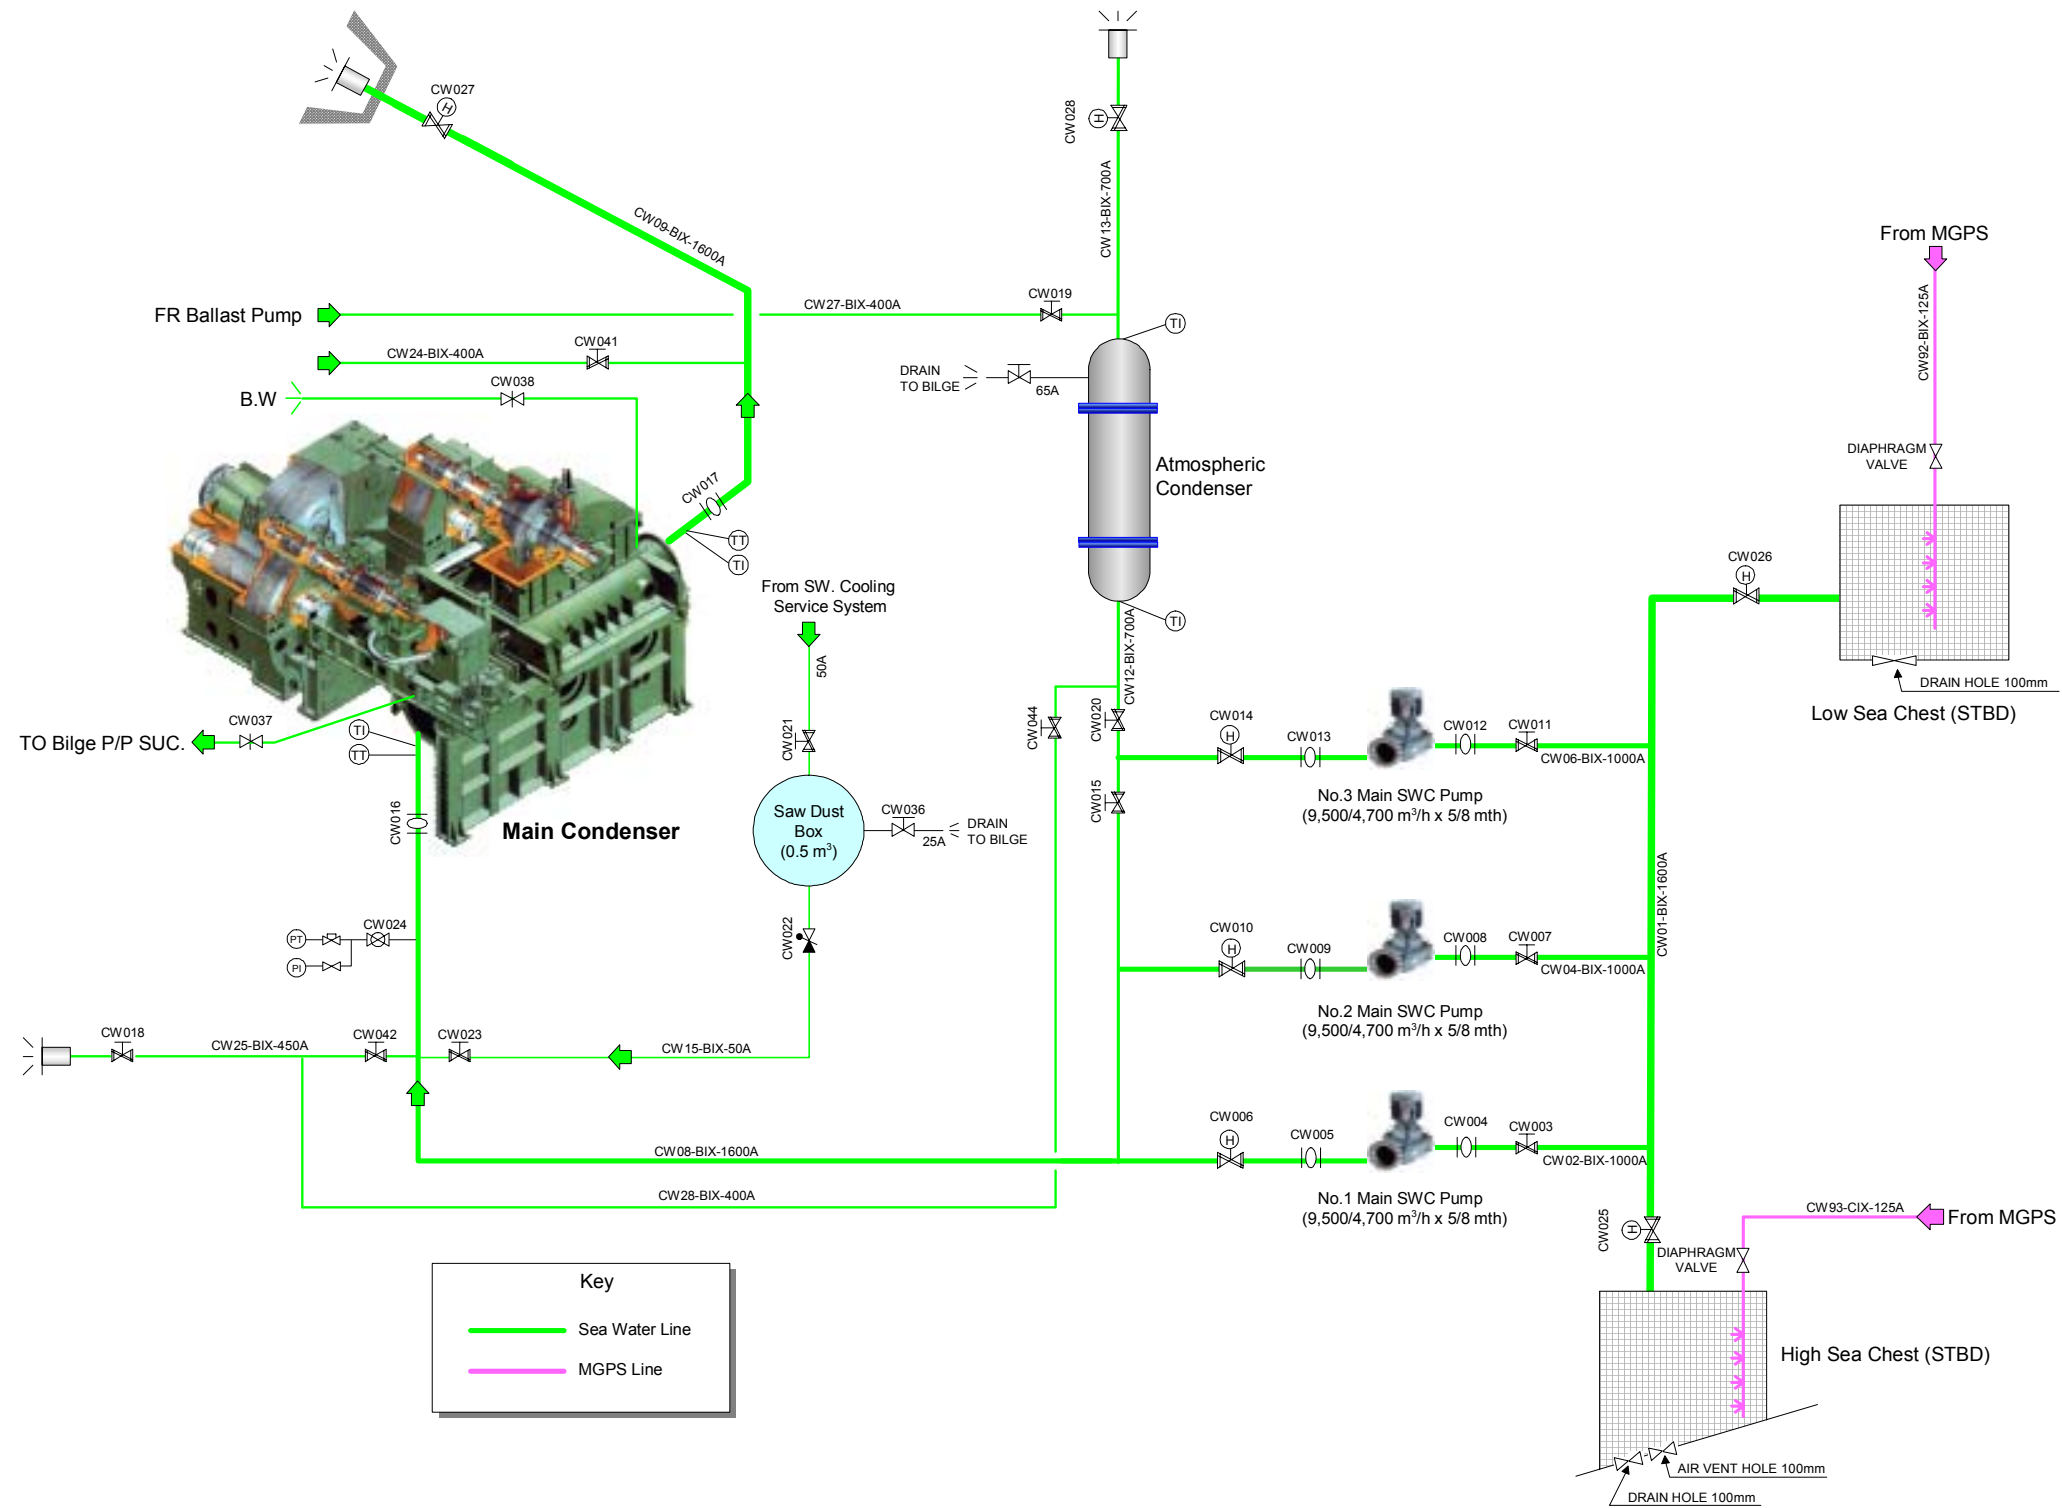 CW027
H
CW028
H
CW09-BIX-1600A
CW13-BIX-700A
From MGPS
CW92-BIX-125A
FR Ballast Pump
CW27-BIX-400A
CW019
TI
CW24-BIX-400A
CW041
DRAIN
TO BILGE
65A
B.W
CW038
DIAPHRAGM
VALVE
Atmospheric
Condenser
CW017
TT
TI
CW026
H
From SW. Cooling
Service System
50A
TI
CW12-BIX-700A
DRAIN HOLE 100mm
Low Sea Chest (STBD)
CW037
TO Bilge P/P SUC.
TI
TT
CW021
CW044
CW020
CW014
H
CW013
CW012
CW011
CW06-BIX-1000A
No.3 Main SWC Pump
(9,500/4,700 m³/h x 5/8 mth)
CW015
CW016
Main Condenser
Saw Dust
Box
(0.5 m³)
CW036
25A
DRAIN
TO BILGE
CW01-BIX-1600A
CW024
PT
PI
CW022
CW010
H
CW009
CW008
CW007
CW04-BIX-1000A
No.2 Main SWC Pump
(9,500/4,700 m³/h x 5/8 mth)
CW018
CW25-BIX-450A
CW042
CW023
CW15-BIX-50A
CW006
H
CW005
CW004
CW003
CW02-BIX-1000A
CW08-BIX-1600A
CW28-BIX-400A
No.1 Main SWC Pump
(9,500/4,700 m³/h x 5/8 mth)
CW025
H
CW93-CIX-125A
From MGPS
DIAPHRAGM
VALVE
Key
Sea Water Line
MGPS Line
High Sea Chest (STBD)
AIR VENT HOLE 100mm
DRAIN HOLE 100mm